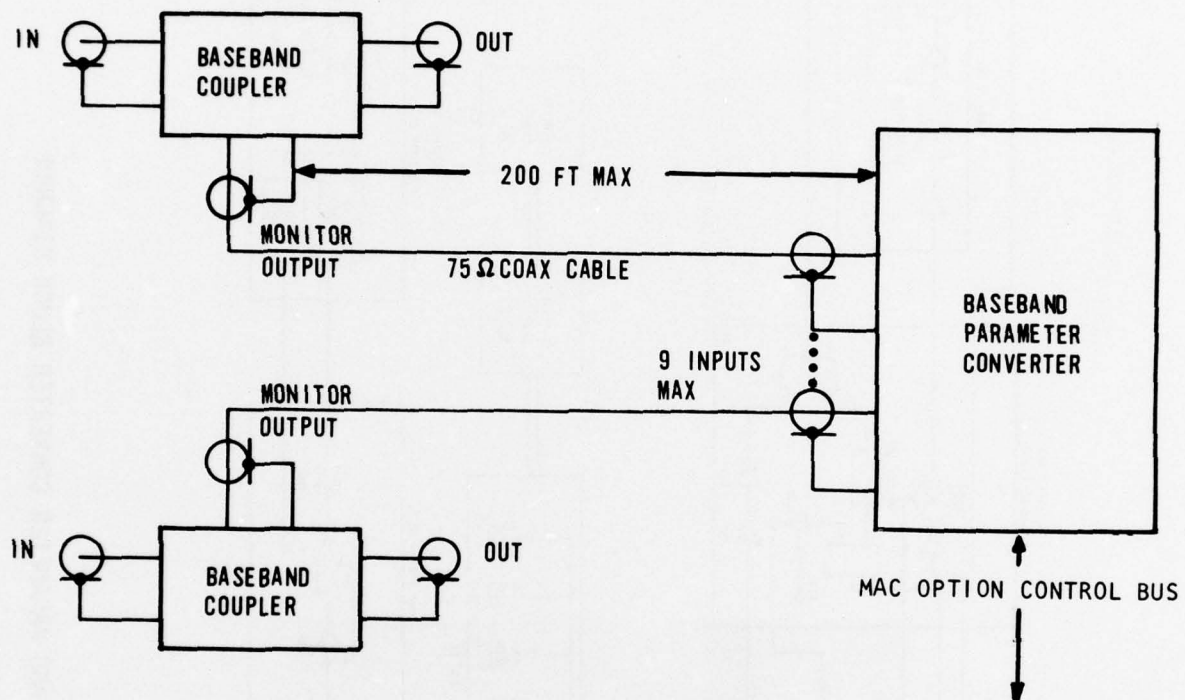 IN
BASEBAND
COUPLER
OUT
200 FT MAX
MONITOR
OUTPUT
75 Ω COAX CABLE
BASEBAND
PARAMETER
CONVERTER
9 INPUTS
MAX
MONITOR
OUTPUT
IN
BASEBAND
COUPLER
OUT
MAC OPTION CONTROL BUS